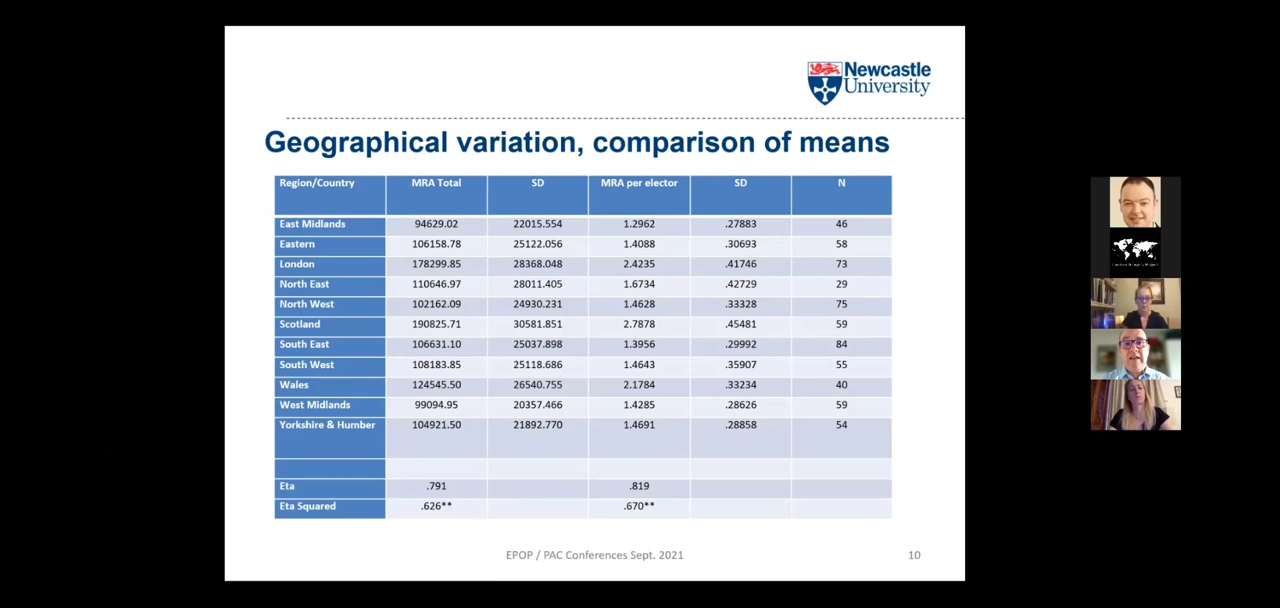 Newcastle
University
Geographical variation, comparison of means
Region/Country MRA Total SD MRA per elector SD N
East Midlands 94629.02 22015.554 1.2962 .27883 46
Eastern 106158.78 25122.056 1.4088 .30693 58
London 178299.85 28368.048 2.4235 .41746 73
North East 110646.97 28011.405 1.6734 .42729 29
North West 102162.09 24930.231 1.4628 .33328 75
Scotland 190825.71 30581.851 2.7878 .45481 59
South East 106631.10 25037.898 1.3956 .29992 84
South West 108183.85 25118.686 1.4643 .35907 55
Wales 124545.50 26540.755 2.1784 .33234 40
West Midlands 99094.95 20357.466 1.4285 .28626 59
Yorkshire & Humber 104921.50 21892.770 1.4691 .28858 54
Eta .791 .819
Eta Squared .626** .670**
EPOP / PAC Conferences Sept. 2021 10